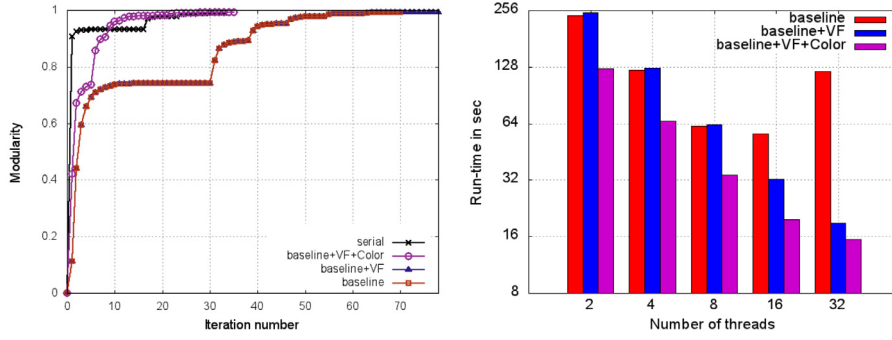 1
0.8
0.6
0.4
0.2
0
Modularity
serial
baseline+VF+Color
baseline+VF
baseline
0 10 20 30 40 50 60 70
Iteration number
256
128
64
32
16
8
Run-time in sec
baseline
baseline+VF
baseline+VF+Color
2 4 8 16 32
Number of threads